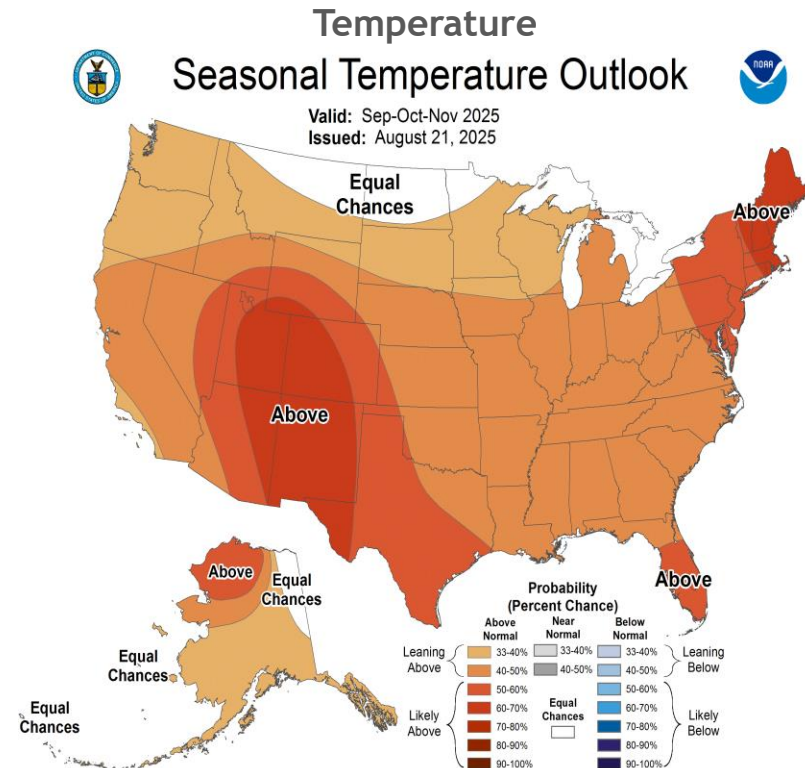 Temperature
Seasonal Temperature Outlook
NOAA
Valid: Sep-Oct-Nov 2025
Issued: August 21, 2025
Equal
Chances
Above
Above
Above
Above
Equal
Chances
Equal
Chances
Equal
Chances
Probability
(Percent Chance)
Above
Normal
Near
Normal
Below
Normal
Leaning
Above
33-40%
33-40%
33-40%
Leaning
Below
40-50%
40-50%
40-50%
Likely
Above
50-60%
60-70%
70-80%
80-90%
90-100%
Equal
Chances
50-60%
60-70%
70-80%
80-90%
90-100%
Likely
Below